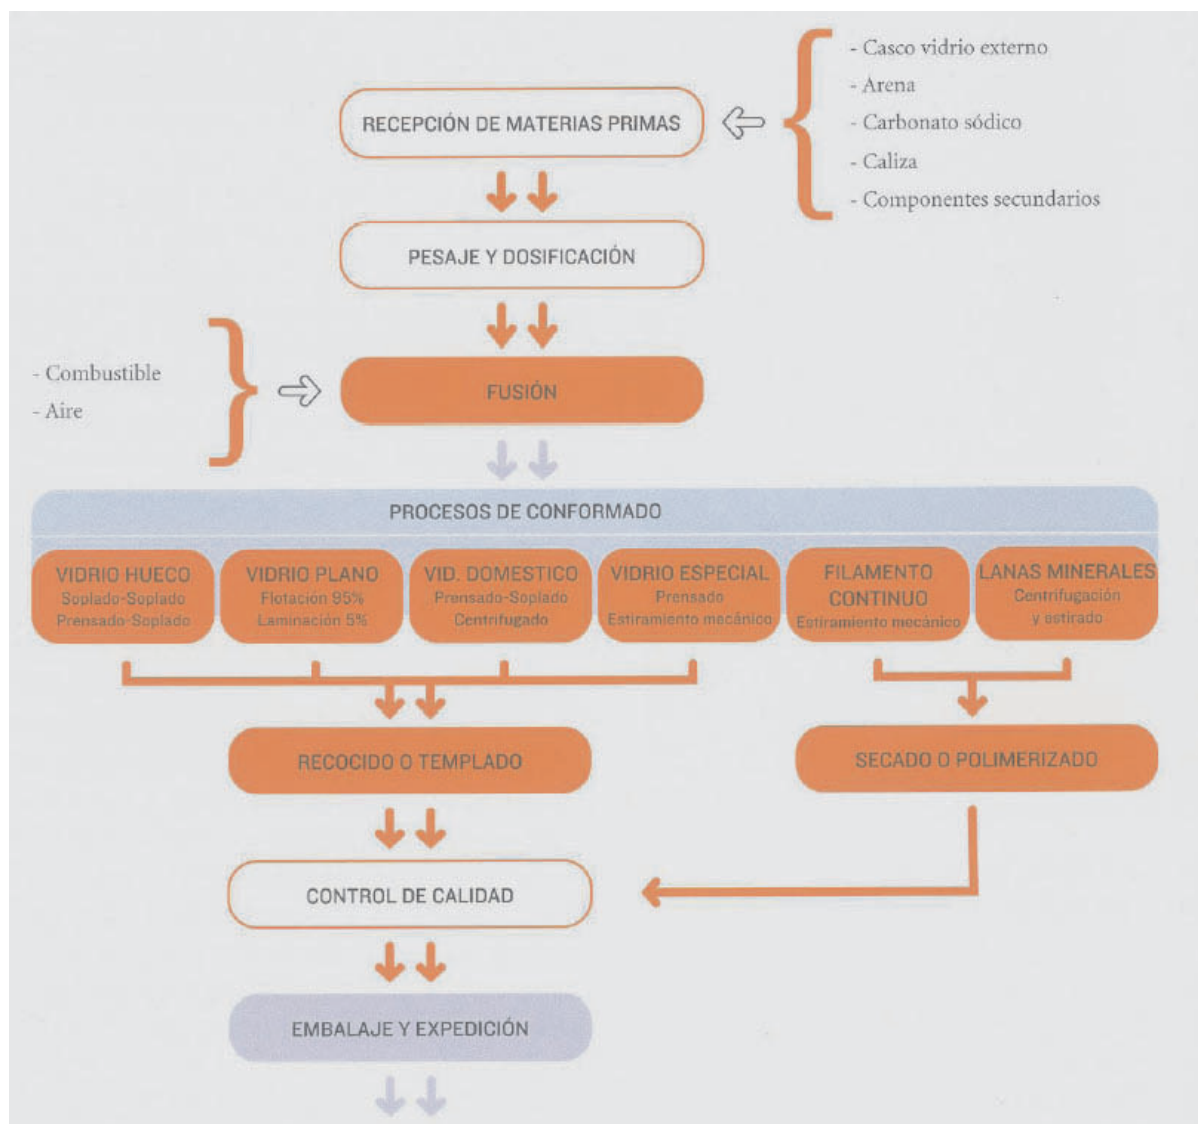 - Casco vidrio externo
- Arena
- Carbonato sódico
- Caliza
- Componentes secundarios
RECEPCIÓN DE MATERIAS PRIMAS
PESAJE Y DOSIFICACIÓN
- Combustible
- Aire
FUSIÓN
PROCESOS DE CONFORMADO
VIDRIO HUECO
Soplado-Soplado
Prensado-Soplado
VIDRIO PLANO
Flotación 95%
Laminación 5%
VID. DOMESTICO
Prensado-Soplado
Centrifugado
VIDRIO ESPECIAL
Prensado
Estiramiento mecánico
FILAMENTO
CONTINUO
Estiramiento mecánico
LANAS MINERALES
Centrifugación
y estirado
RECOCIDO O TEMPLADO
SECADO O POLIMERIZADO
CONTROL DE CALIDAD
EMBALAJE Y EXPEDICIÓN